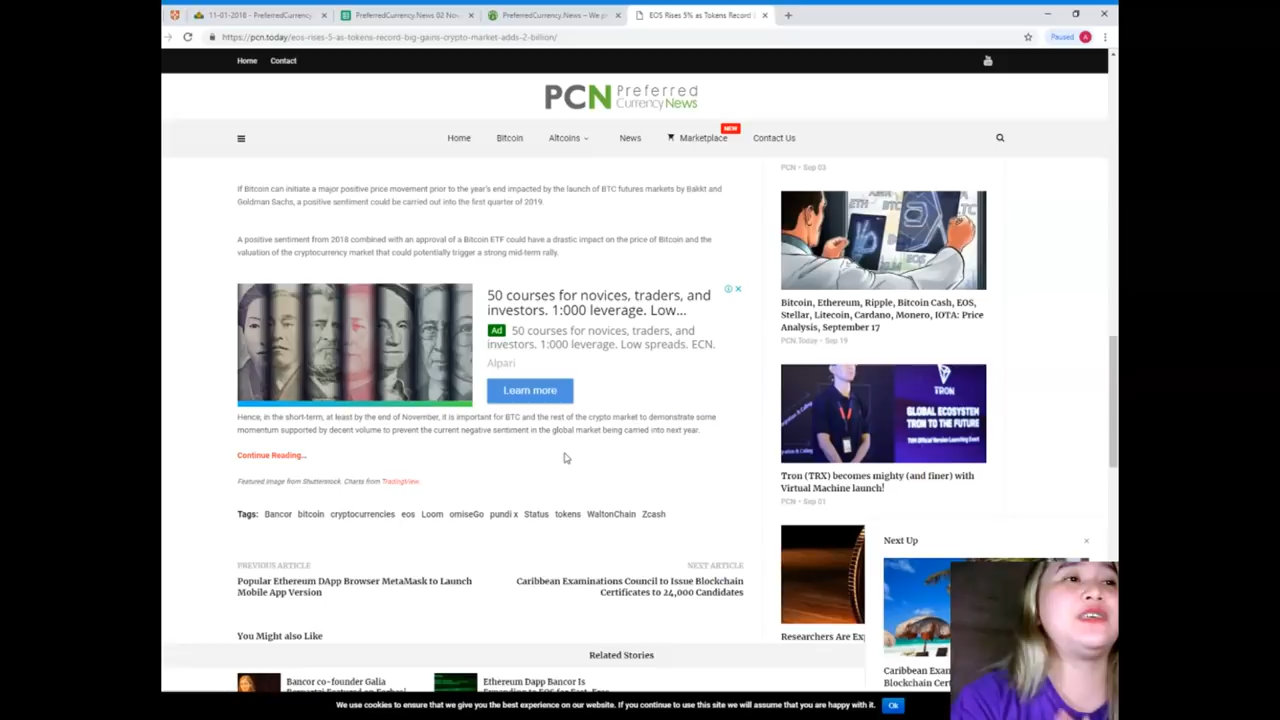 11-01-2018 - PreferredCurrency
PreferredCurrency.News 02 Nov
PreferredCurrency.News – We pr
EOS Rises 5% as Tokens Record
https://pcn.today/eos-rises-5-as-tokens-record-big-gains-crypto-market-adds-2-billion/
Paused
A
Home Contact
PCN Preferred
Currency News
NEW
Home Bitcoin Altcoins News Marketplace Contact Us
PCN • Sep 03
If Bitcoin can initiate a major positive price movement prior to the year's end impacted by the launch of BTC futures markets by Bakkt and
Goldman Sachs, a positive sentiment could be carried out into the first quarter of 2019.
A positive sentiment from 2018 combined with an approval of a Bitcoin ETF could have a drastic impact on the price of Bitcoin and the
valuation of the cryptocurrency market that could potentially trigger a strong mid-term rally.
50 courses for novices, traders, and
investors. 1:000 leverage. Low...
Ad 50 courses for novices, traders, and
investors. 1:000 leverage. Low spreads. ECN.
Alpari
Learn more
Hence, in the short-term, at least by the end of November, it is important for BTC and the rest of the crypto market to demonstrate some
momentum supported by decent volume to prevent the current negative sentiment in the global market being carried into next year.
Continue Reading...
Featured image from Shutterstock. Charts from TradingView.
Tags: Bancor bitcoin cryptocurrencies eos Loom omiseGo pundi x Status tokens WaltonChain Zcash
PREVIOUS ARTICLE
Popular Ethereum DApp Browser MetaMask to Launch
Mobile App Version
NEXT ARTICLE
Caribbean Examinations Council to Issue Blockchain
Certificates to 24,000 Candidates
You Might also Like
ETH
BTC
EOS
Bitcoin, Ethereum, Ripple, Bitcoin Cash, EOS,
Stellar, Litecoin, Cardano, Monero, IOTA: Price
Analysis, September 17
PCN.Today • Sep 19
TRON
GLOBAL ECOSYSTEM
TRON TO THE FUTURE
Tron (TRX) becomes mighty (and finer) with
Virtual Machine launch!
PCN • Sep 01
Researchers Are Ex
Next Up
Caribbean Exan
Blockchain Cert
Related Stories
Bancor co-founder Galia
Ethereum Dapp Bancor Is
We use cookies to ensure that we give you the best experience on our website. If you continue to use this site we will assume that you are happy with it.
Ok